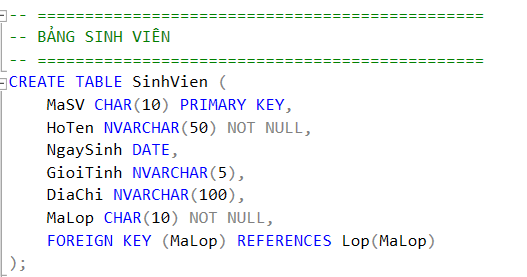 -- ===============================================
-- BẢNG SINH VIÊN
-- ===============================================
CREATE TABLE SinhVien (
    MaSV CHAR(10) PRIMARY KEY,
    HoTen NVARCHAR(50) NOT NULL,
    NgaySinh DATE,
    GioiTinh NVARCHAR(5),
    DiaChi NVARCHAR(100),
    MaLop CHAR(10) NOT NULL,
    FOREIGN KEY (MaLop) REFERENCES Lop(MaLop)
);